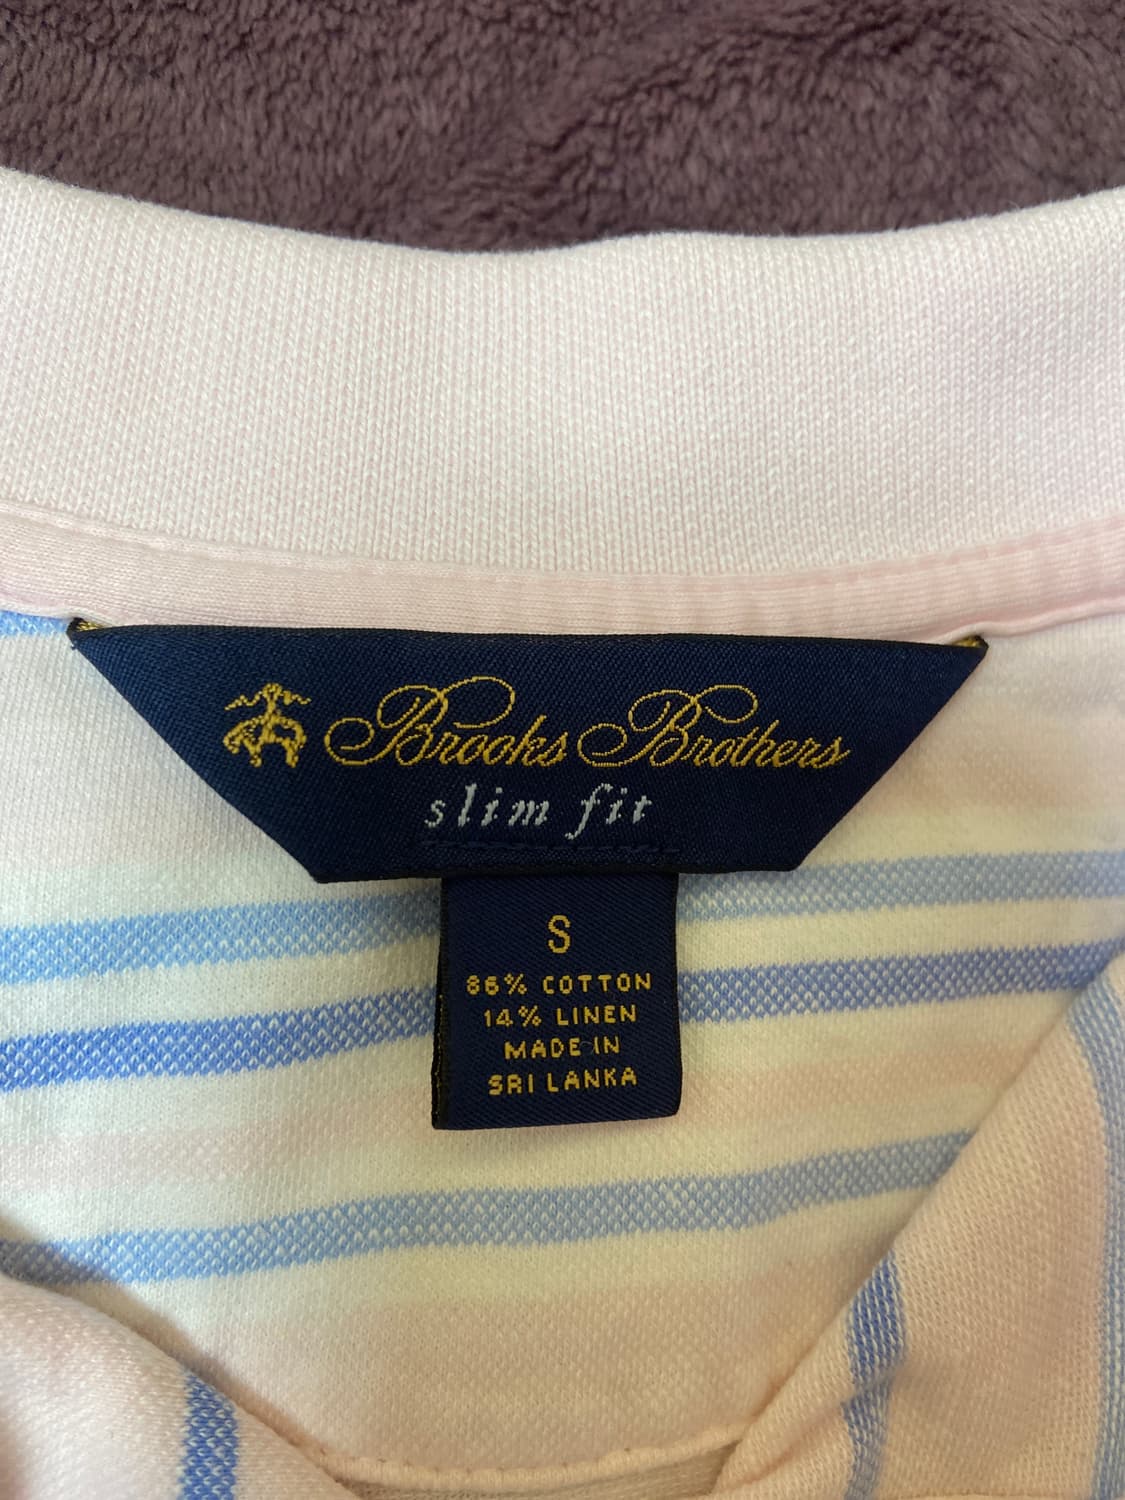 Brooks Brothers
slim fit
S
86% COTTON
14% LINEN
MADE IN
SRI LANKA